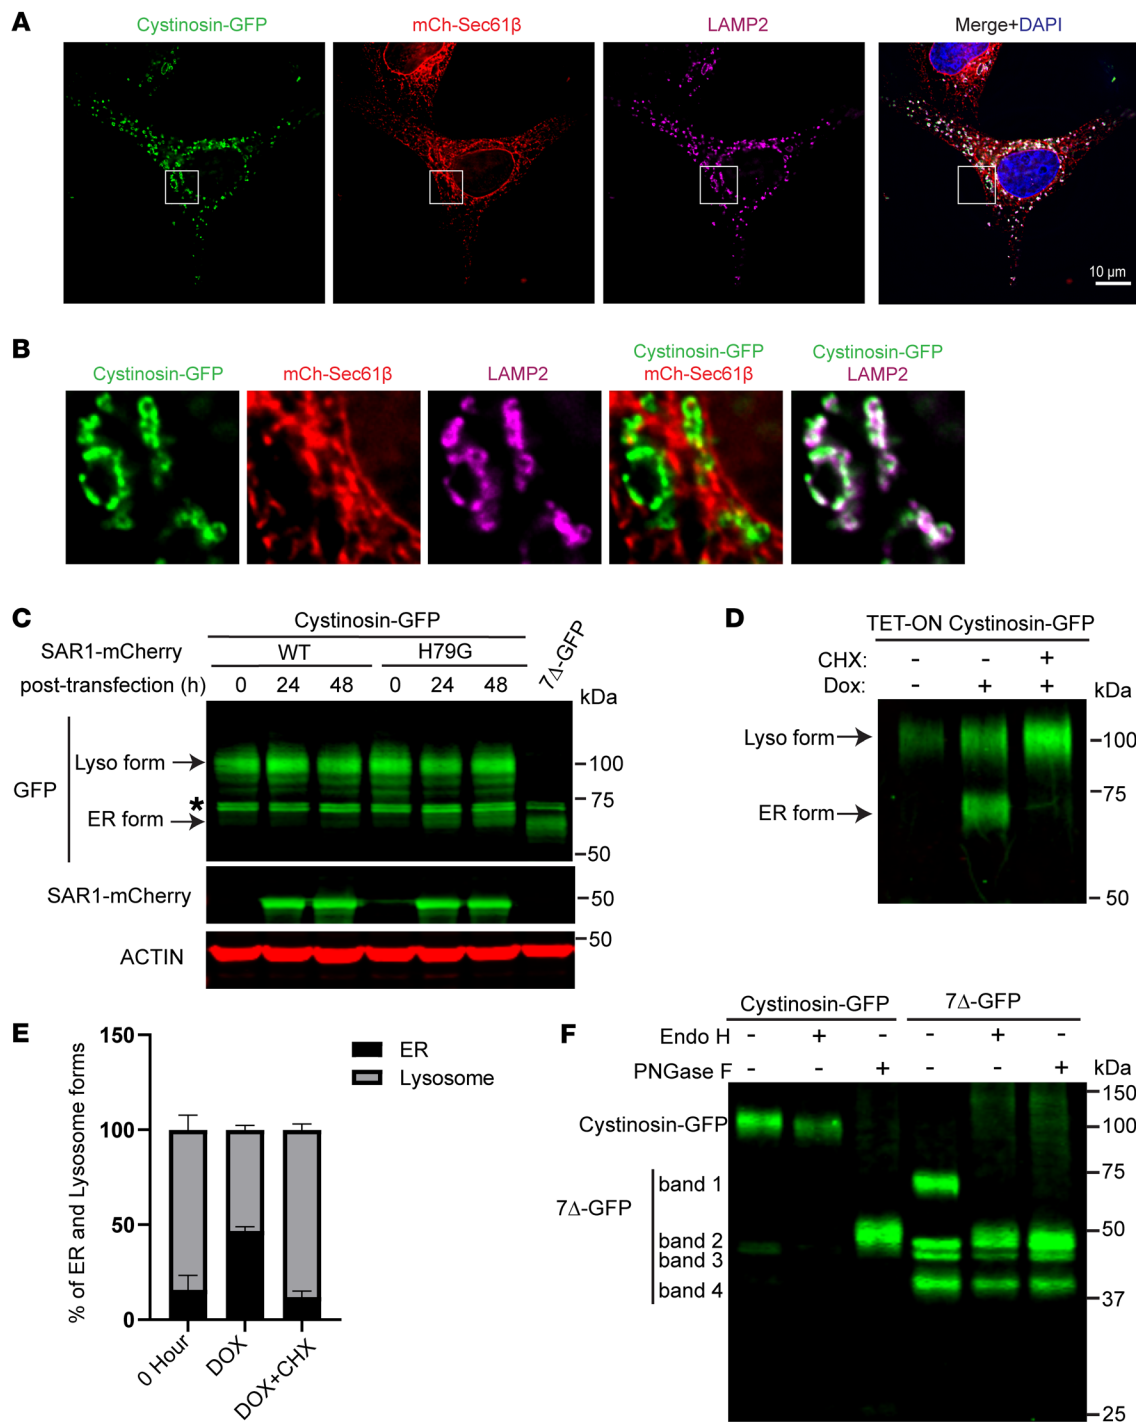 A
Cystinosin-GFP
mCh-Sec61β
LAMP2
Merge+DAPI
10 µm
B
Cystinosin-GFP
mCh-Sec61β
LAMP2
Cystinosin-GFP
mCh-Sec61β
Cystinosin-GFP
LAMP2
C
Cystinosin-GFP
SAR1-mCherry
WT
H79G
7Δ-GFP
post-transfection (h)
0 24 48 0 24 48
kDa
GFP
Lyso form
*
ER form
100
75
50
SAR1-mCherry
50
ACTIN
50
D
TET-ON Cystinosin-GFP
CHX: - - +
Dox: - + +
kDa
Lyso form
100
75
ER form
50
E
% of ER and Lysosome forms
150
100
50
0
ER
Lysosome
0 Hour
DOX
DOX+CHX
F
Cystinosin-GFP
7Δ-GFP
Endo H - + - - + -
PNGase F - - + - - +
kDa
Cystinosin-GFP
7Δ-GFP
band 1
band 2
band 3
band 4
150
100
75
50
37
25